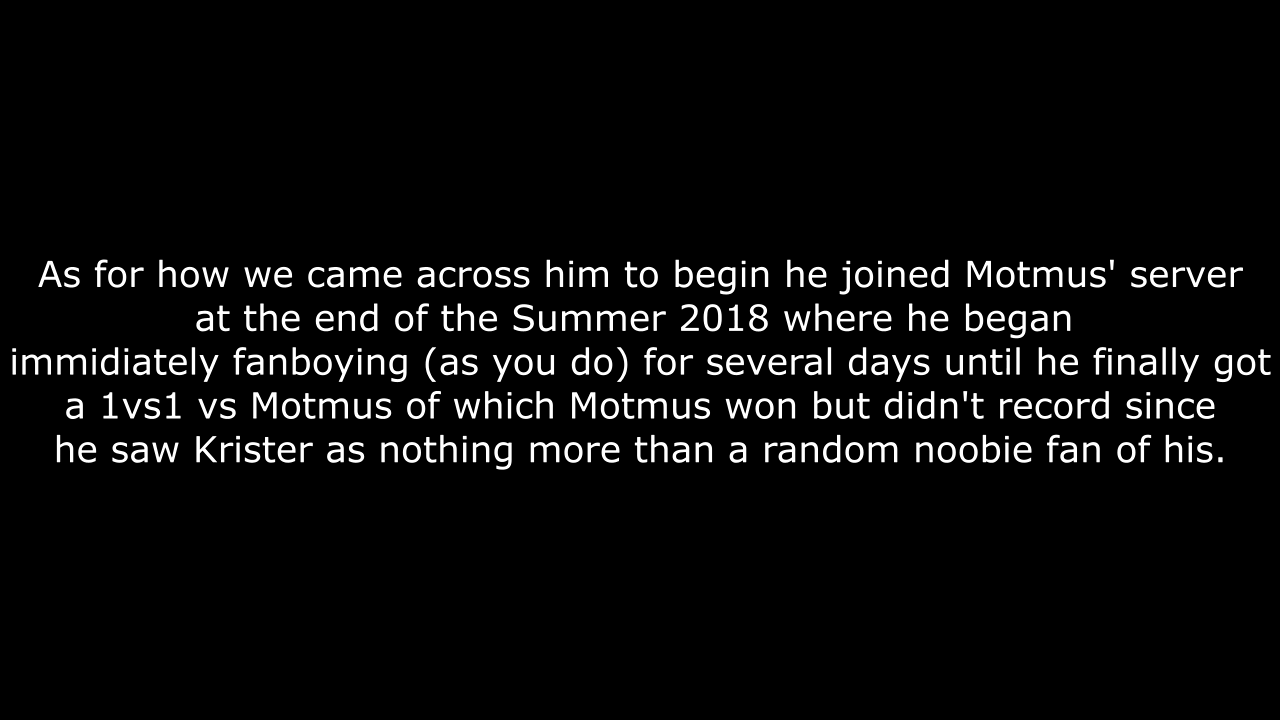 As for how we came across him to begin he joined Motmus' server
at the end of the Summer 2018 where he began
immidiately fanboying (as you do) for several days until he finally got
a 1vs1 vs Motmus of which Motmus won but didn't record since
he saw Krister as nothing more than a random noobie fan of his.